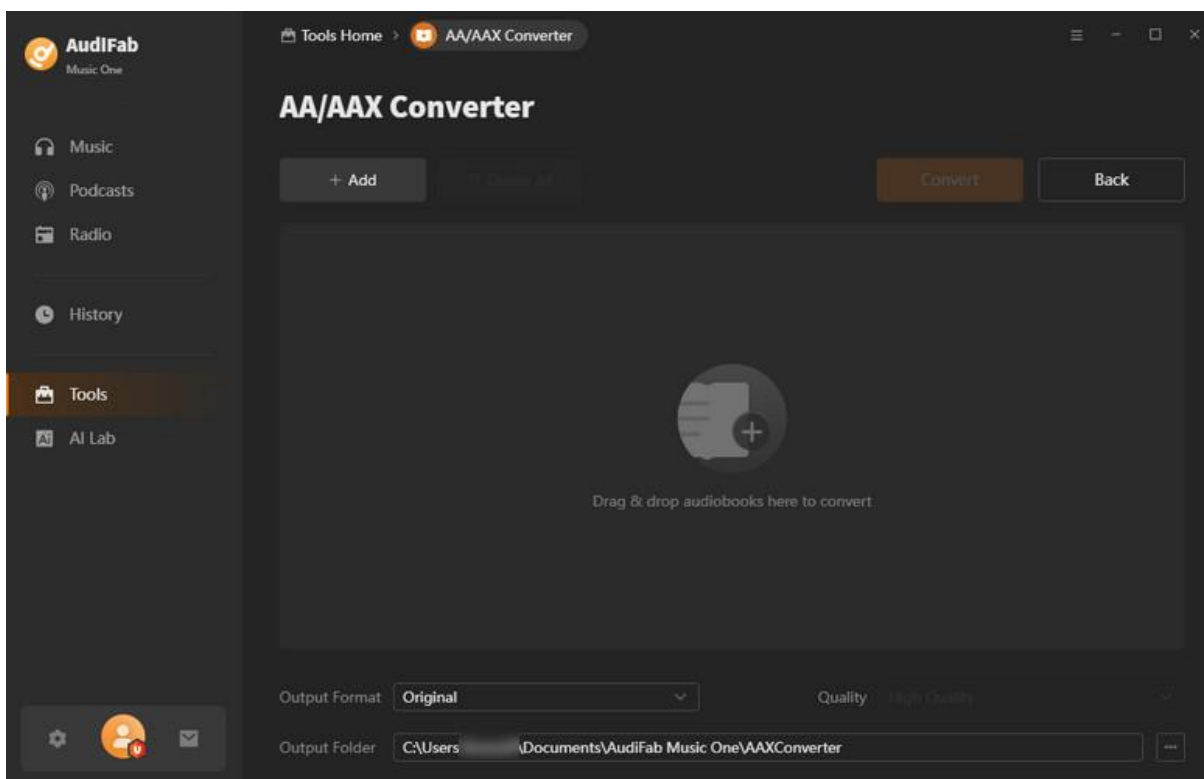 AudiFab
Music One
Music
Podcasts
Radio
History
Tools
AI Lab
Tools Home > AA/AAX Converter
AA/AAX Converter
+ Add
Convert
Back
Drag & drop audiobooks here to convert
Output Format Original
Quality High Quality
Output Folder C:\Users \Documents\AudiFab Music One\AAXConverter